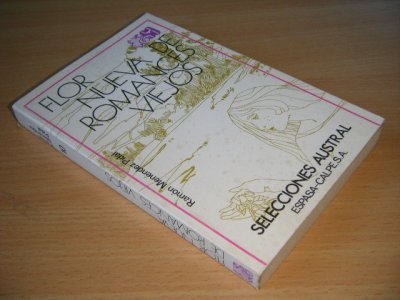 FLOR
NUEVA DE
ROMANCES
VIEJOS
Ramón Menéndez Pidal
SELECCIONES AUSTRAL
ESPASA-CALPE, S.A.